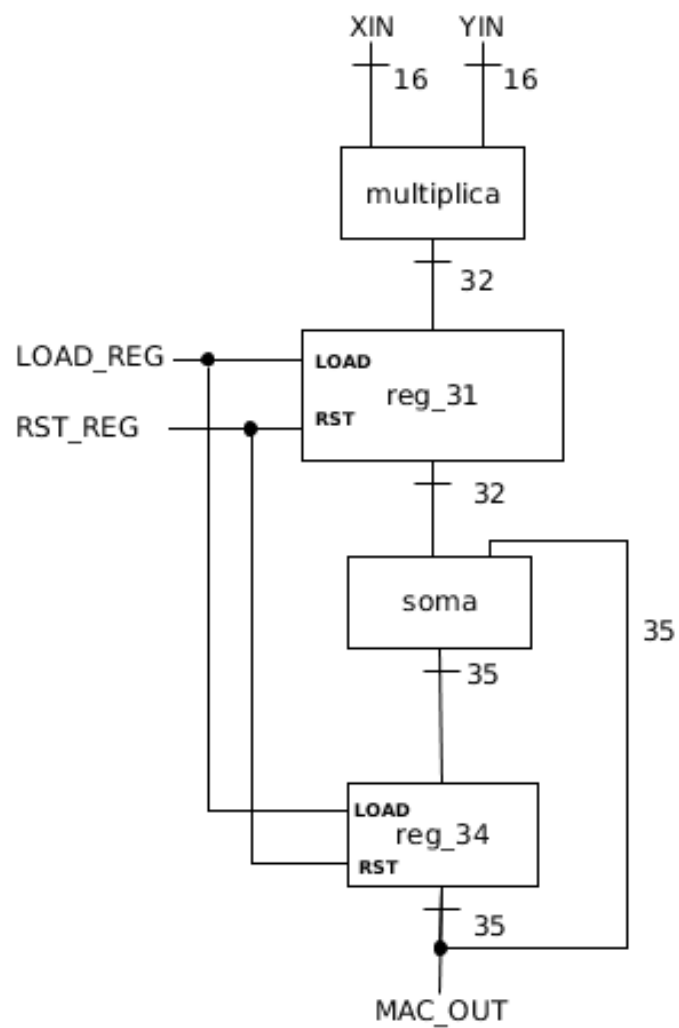 XIN YIN
16 16
multiplica
32
LOAD_REG LOAD
reg_31
RST_REG RST
32
soma
35
35
LOAD
reg_34
RST
35
MAC_OUT